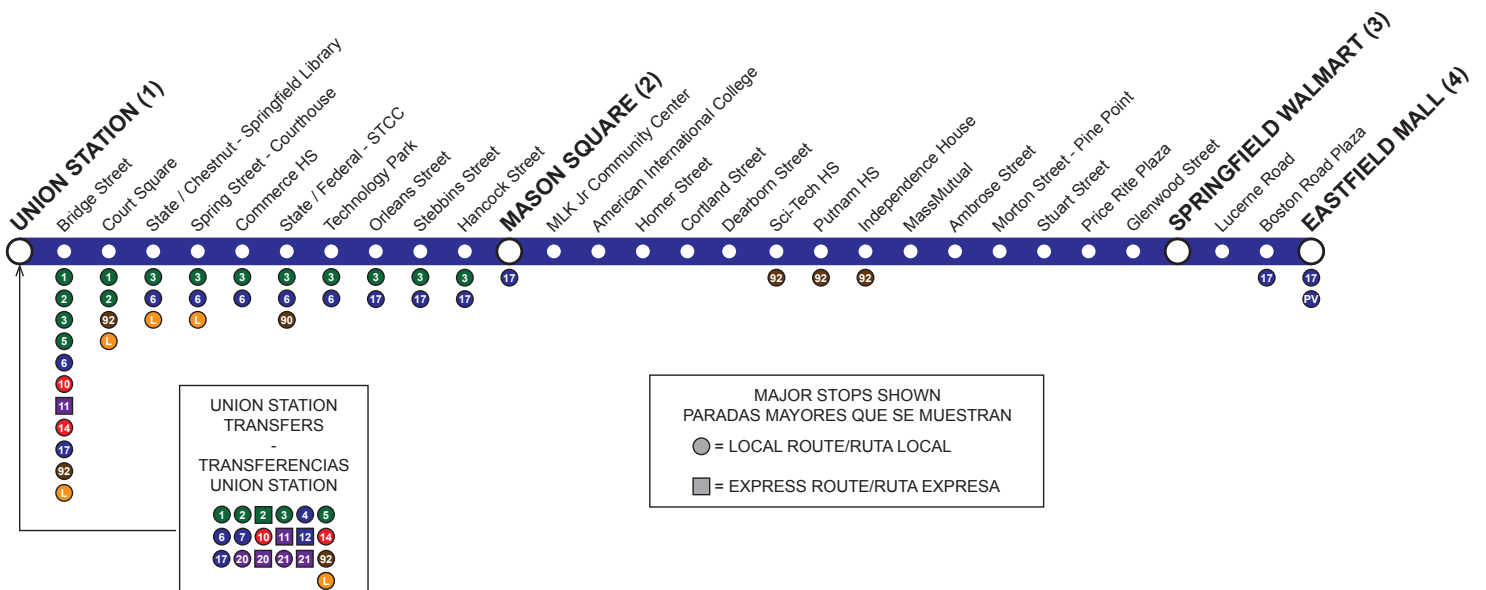 UNION STATION (1)
Bridge Street
Court Square
State / Chestnut - Springfield Library
Spring Street - Courthouse
Commerce HS
State / Federal - STCC
Technology Park
Orleans Street
Stebbins Street
Hancock Street
MASON SQUARE (2)
MLK Jr Community Center
American International College
Homer Street
Cortland Street
Dearborn Street
Sci-Tech HS
Putnam HS
Independence House
MassMutual
Ambrose Street
Morton Street - Pine Point
Stuart Street
Price Rite Plaza
Glenwood Street
SPRINGFIELD WALMART (3)
Lucerne Road
Boston Road Plaza
EASTFIELD MALL (4)
1 1 3 3 3 3 3 3 3 3 17 92 92 92 17 17
2 2 6 6 6 6 6 17 17 17 PV
3 92 L L 90
5 L
6
10
11
14
17
92
L
UNION STATION
TRANSFERS
-
TRANSFERENCIAS
UNION STATION
1 2 2 3 4 5
6 7 10 11 12 14
17 20 20 21 21 92
L
MAJOR STOPS SHOWN
PARADAS MAYORES QUE SE MUESTRAN
= LOCAL ROUTE/RUTA LOCAL
= EXPRESS ROUTE/RUTA EXPRESA